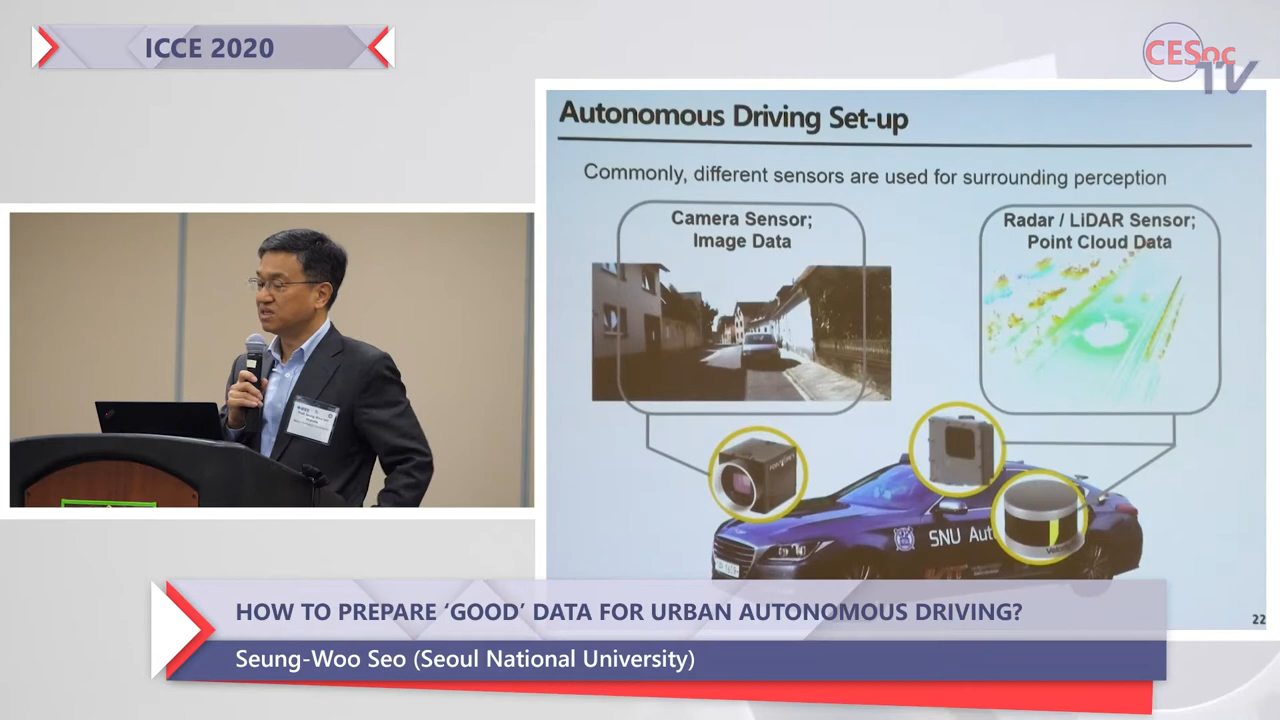 ICCE 2020
CESoc
TV
Autonomous Driving Set-up
Commonly, different sensors are used for surrounding perception
Camera Sensor;
Image Data
Radar / LiDAR Sensor;
Point Cloud Data
SNU Aut
22
HOW TO PREPARE ‘GOOD’ DATA FOR URBAN AUTONOMOUS DRIVING?
Seung-Woo Seo (Seoul National University)